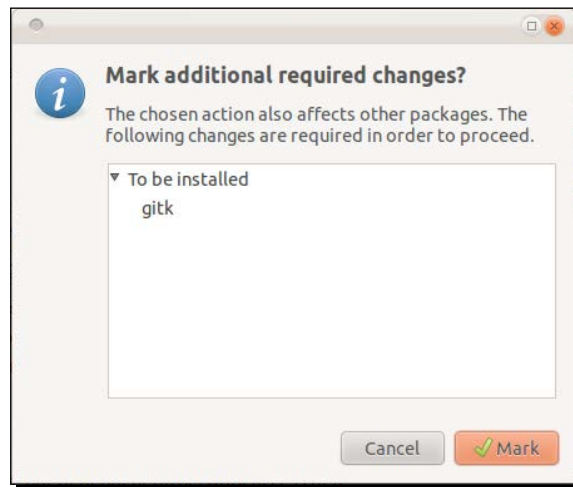 Mark additional required changes?
The chosen action also affects other packages. The
following changes are required in order to proceed.
To be installed
gitk
Cancel
Mark